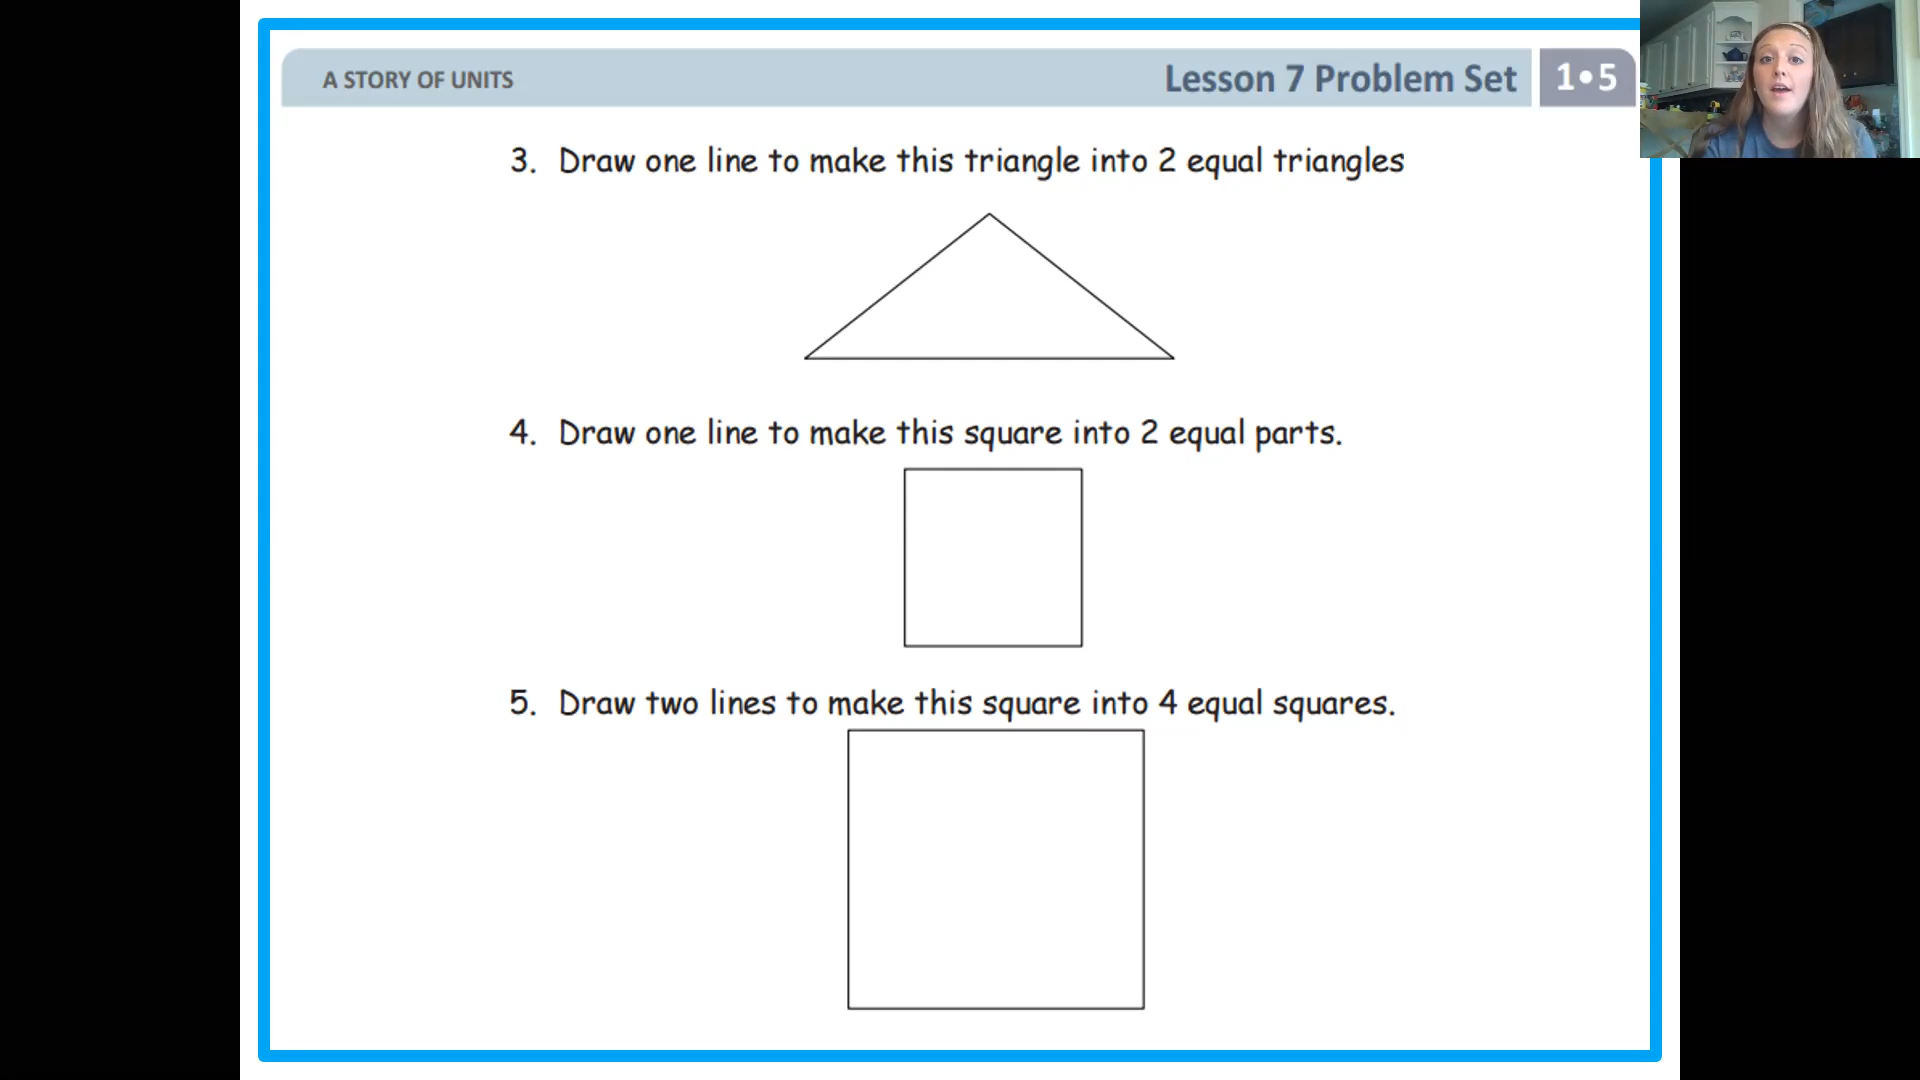 A STORY OF UNITS
Lesson 7 Problem Set 1•5
3. Draw one line to make this triangle into 2 equal triangles
4. Draw one line to make this square into 2 equal parts.
5. Draw two lines to make this square into 4 equal squares.